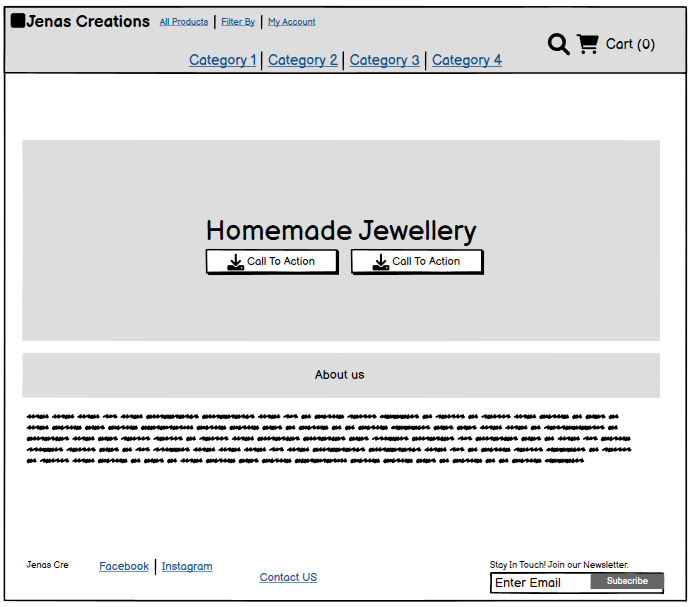 Jenas Creations All Products | Filter By | My Account
Cart (0)
Category 1 | Category 2 | Category 3 | Category 4
Homemade Jewellery
Call To Action Call To Action
About us
Stay In Touch! Join our Newsletter.
Jenas Cre Facebook | Instagram
Contact US
Enter Email Subscribe